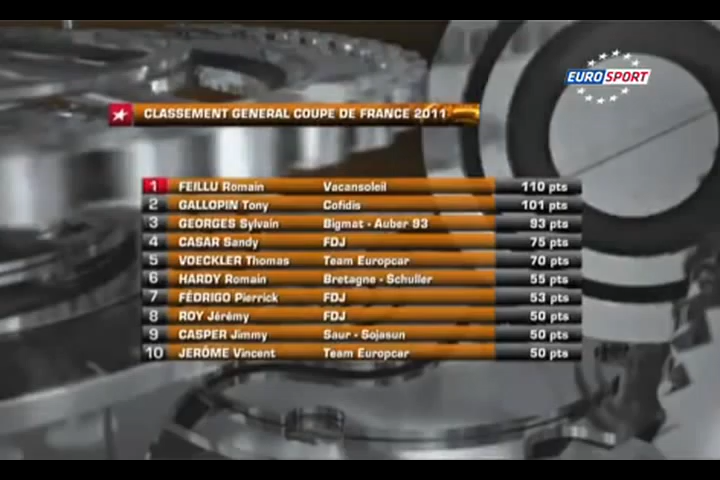 EUROSPORT
CLASSEMENT GENERAL COUPE DE FRANCE 2011
1 FEILLU Romain Vacansoleil 110 pts
2 GALLOPIN Tony Cofidis 101 pts
3 GEORGES Sylvain Bigmat - Auber 93 93 pts
4 CASAR Sandy FDJ 75 pts
5 VOECKLER Thomas Team Europcar 70 pts
6 HARDY Romain Bretagne - Schuller 55 pts
7 FÉDRIGO Pierrick FDJ 53 pts
8 ROY Jérémy FDJ 50 pts
9 CASPER Jimmy Saur - Sojasun 50 pts
10 JERÔME Vincent Team Europcar 50 pts